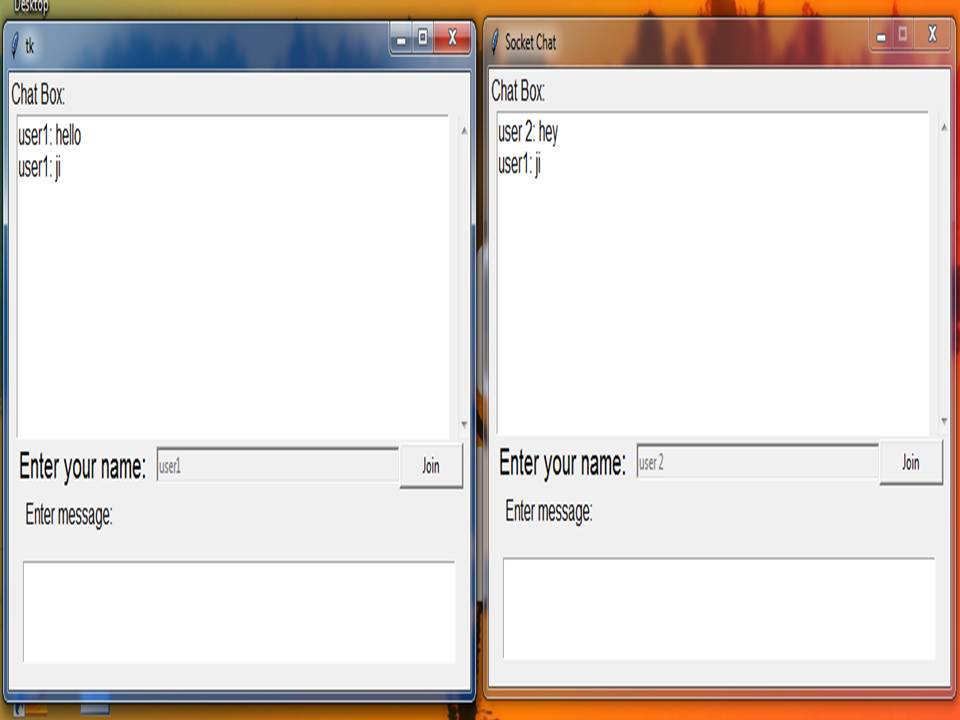 Desktop
tk
Chat Box:
user1: hello
user1: ji
Enter your name: user1 Join
Enter message:
Socket Chat
Chat Box:
user 2: hey
user1: ji
Enter your name: user 2 Join
Enter message: